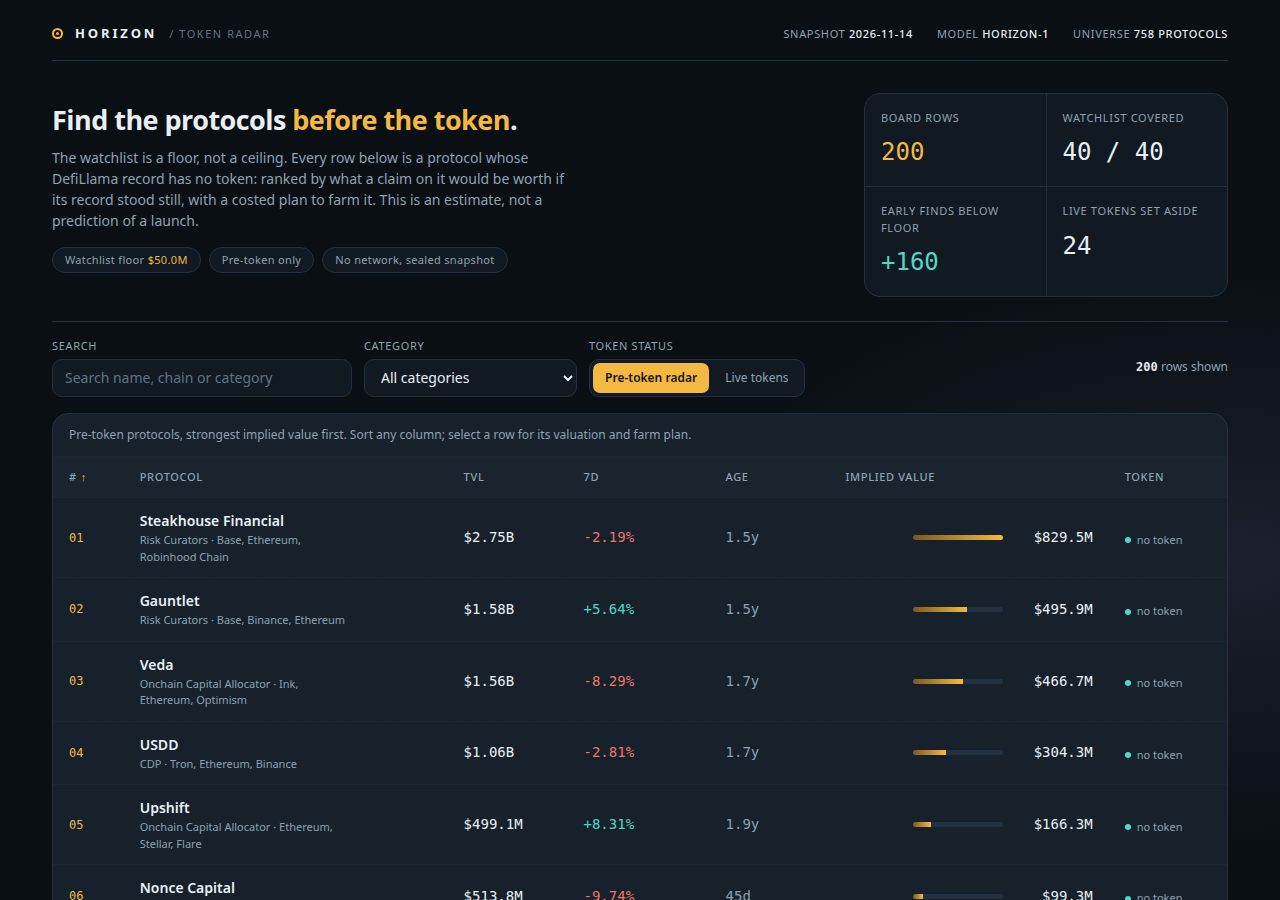 HORIZON / TOKEN RADAR
SNAPSHOT 2026-11-14 MODEL HORIZON-1 UNIVERSE 758 PROTOCOLS
Find the protocols before the token.
The watchlist is a floor, not a ceiling. Every row below is a protocol whose
DefiLlama record has no token: ranked by what a claim on it would be worth if
its record stood still, with a costed plan to farm it. This is an estimate, not a
prediction of a launch.
Watchlist floor $50.0M Pre-token only No network, sealed snapshot
BOARD ROWS
200
WATCHLIST COVERED
40 / 40
EARLY FINDS BELOW
FLOOR
+160
LIVE TOKENS SET ASIDE
24
SEARCH
Search name, chain or category
CATEGORY
All categories
TOKEN STATUS
Pre-token radar Live tokens
200 rows shown
Pre-token protocols, strongest implied value first. Sort any column; select a row for its valuation and farm plan.
# ↑ PROTOCOL TVL 7D AGE IMPLIED VALUE TOKEN
01 Steakhouse Financial $2.75B -2.19% 1.5y $829.5M no token
Risk Curators · Base, Ethereum,
Robinhood Chain
02 Gauntlet $1.58B +5.64% 1.5y $495.9M no token
Risk Curators · Base, Binance, Ethereum
03 Veda $1.56B -8.29% 1.7y $466.7M no token
Onchain Capital Allocator · Ink,
Ethereum, Optimism
04 USDD $1.06B -2.81% 1.7y $304.3M no token
CDP · Tron, Ethereum, Binance
05 Upshift $499.1M +8.31% 1.9y $166.3M no token
Onchain Capital Allocator · Ethereum,
Stellar, Flare
06 Nonce Capital $513.8M -9.74% 45d $99.3M no token